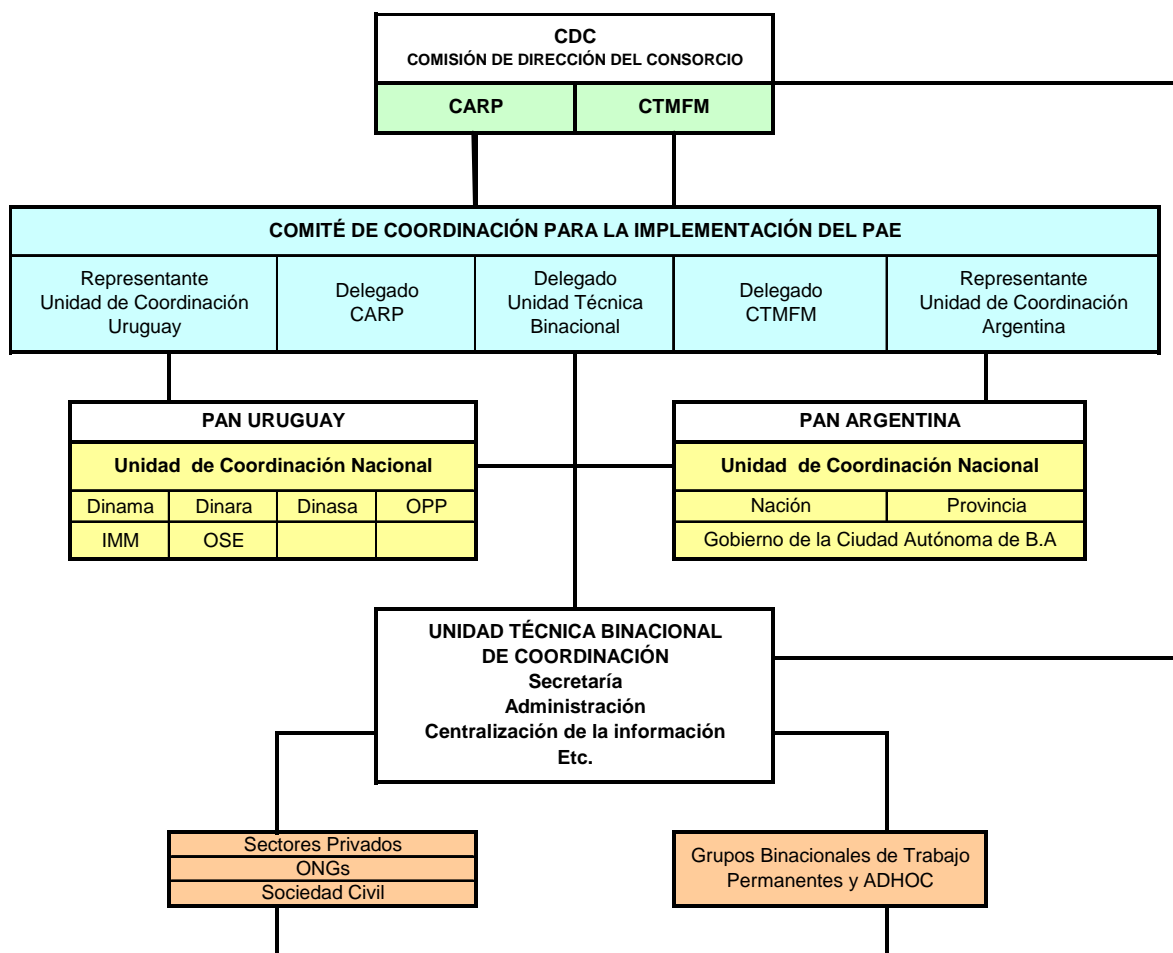 CDC
COMISIÓN DE DIRECCIÓN DEL CONSORCIO
CARP
CTMFM
COMITÉ DE COORDINACIÓN PARA LA IMPLEMENTACIÓN DEL PAE
Representante
Unidad de Coordinación
Uruguay
Delegado
CARP
Delegado
Unidad Técnica
Binacional
Delegado
CTMFM
Representante
Unidad de Coordinación
Argentina
PAN URUGUAY
Unidad de Coordinación Nacional
Dinama
Dinara
Dinasa
OPP
IMM
OSE
PAN ARGENTINA
Unidad de Coordinación Nacional
Nación
Provincia
Gobierno de la Ciudad Autónoma de B.A
UNIDAD TÉCNICA BINACIONAL
DE COORDINACIÓN
Secretaría
Administración
Centralización de la información
Etc.
Sectores Privados
ONGs
Sociedad Civil
Grupos Binacionales de Trabajo
Permanentes y ADHOC